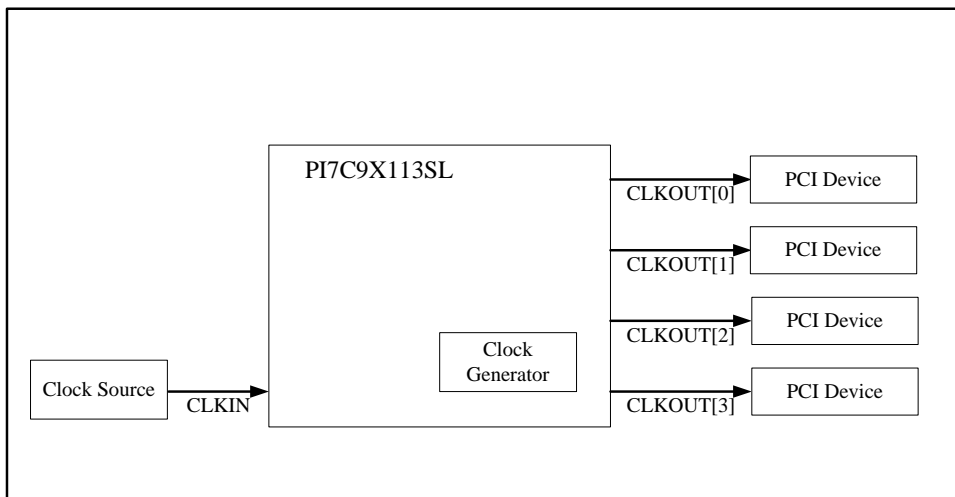 PI7C9X113SL
PCI Device
CLKOUT[0]
PCI Device
CLKOUT[1]
PCI Device
CLKOUT[2]
Clock
Generator
Clock Source
CLKIN
PCI Device
CLKOUT[3]